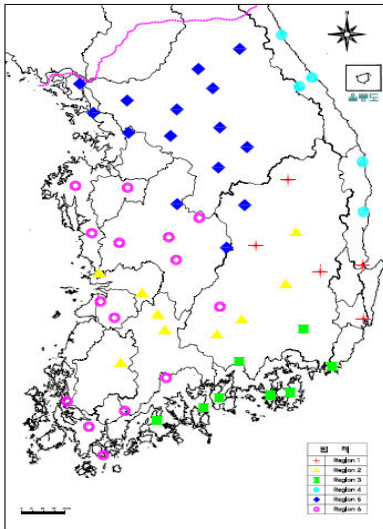 N
울릉도
범 례
Region 1
Region 2
Region 3
Region 4
Region 5
Region 6